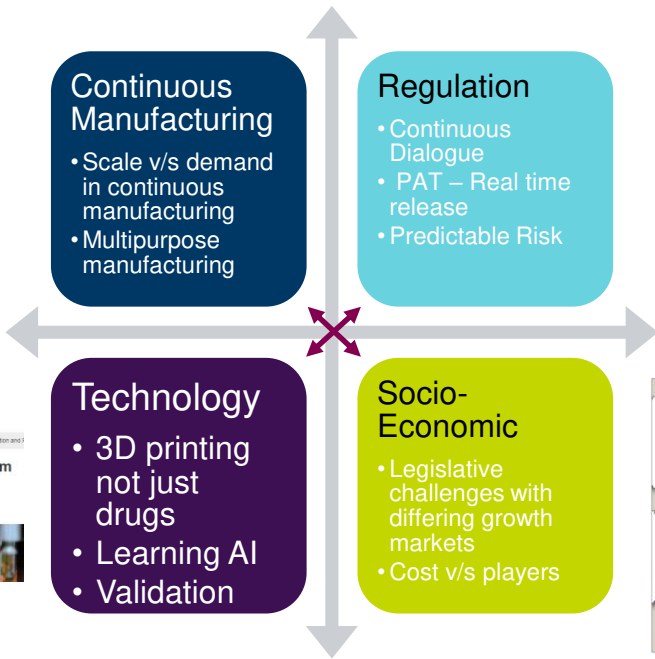 Continuous
Manufacturing
• Scale v/s demand
in continuous
manufacturing
• Multipurpose
manufacturing
Regulation
• Continuous
Dialogue
• PAT – Real time
release
• Predictable Risk
Technology
• 3D printing
not just
drugs
• Learning AI
• Validation
Socio-
Economic
• Legislative
challenges with
differing growth
markets
• Cost v/s players